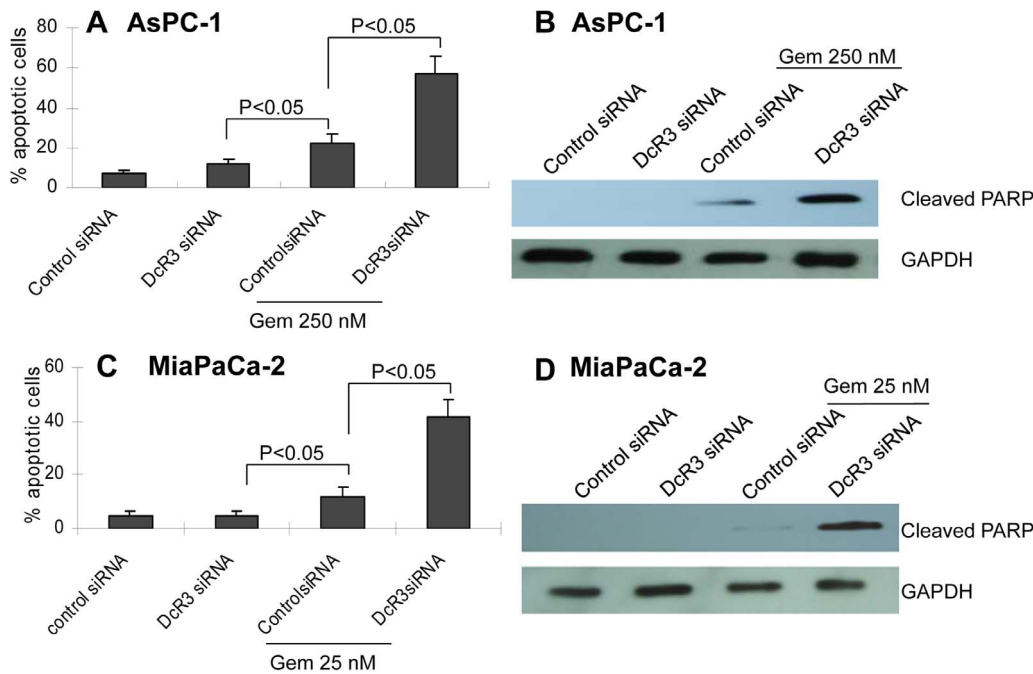 A AsPC-1
% apoptotic cells
80
60
40
20
0
P<0.05
P<0.05
Control siRNA
DcR3 siRNA
ControlsiRNA
DcR3siRNA
Gem 250 nM
B AsPC-1
Gem 250 nM
Control siRNA
DcR3 siRNA
Control siRNA
DcR3 siRNA
Cleaved PARP
GAPDH
C MiaPaCa-2
% apoptotic cells
60
40
20
0
P<0.05
P<0.05
control siRNA
DcR3 siRNA
ControlsiRNA
DcR3siRNA
Gem 25 nM
D MiaPaCa-2
Gem 25 nM
Control siRNA
DcR3 siRNA
Control siRNA
DcR3 siRNA
Cleaved PARP
GAPDH